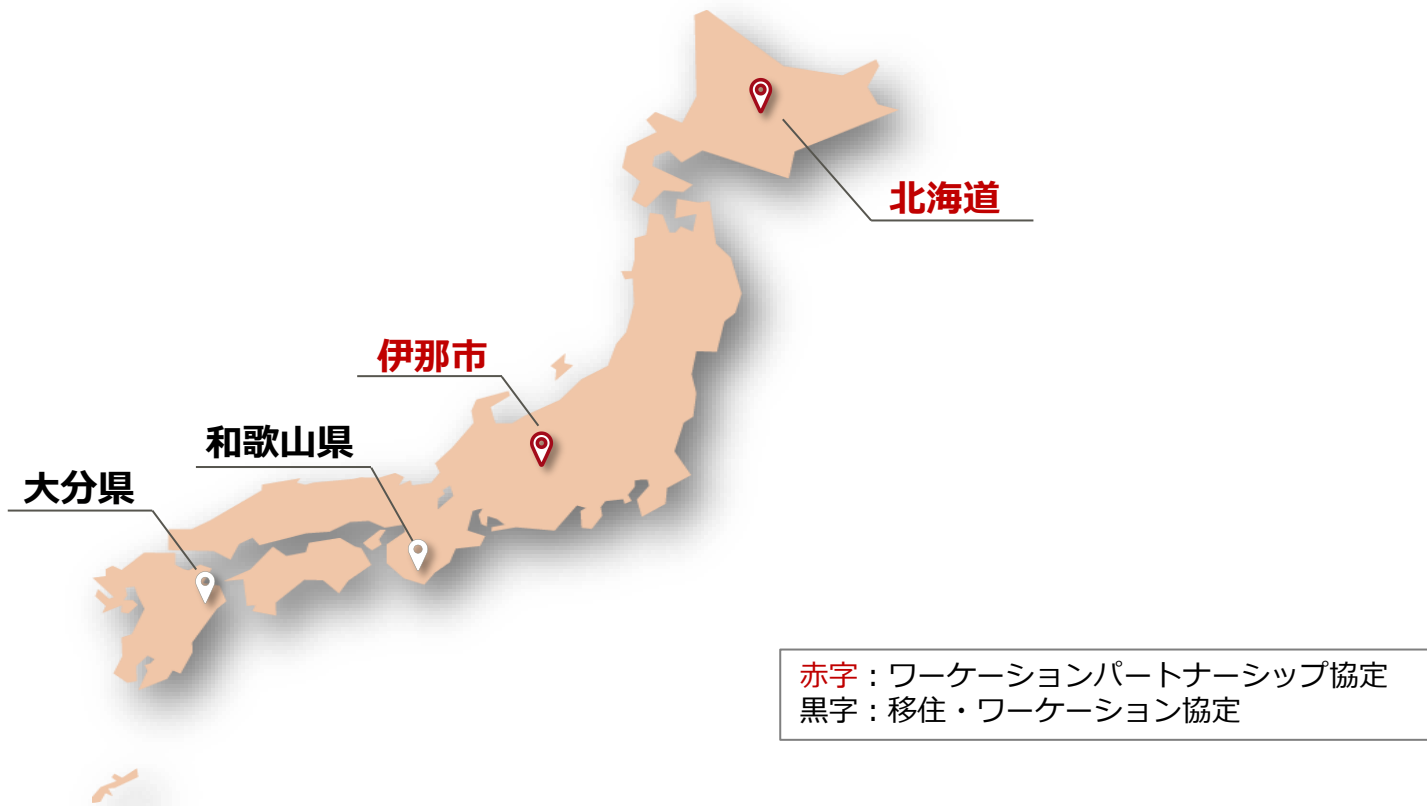 北海道
伊那市
和歌山県
大分県
赤字：ワーケーションパートナーシップ協定
黒字：移住・ワーケーション協定